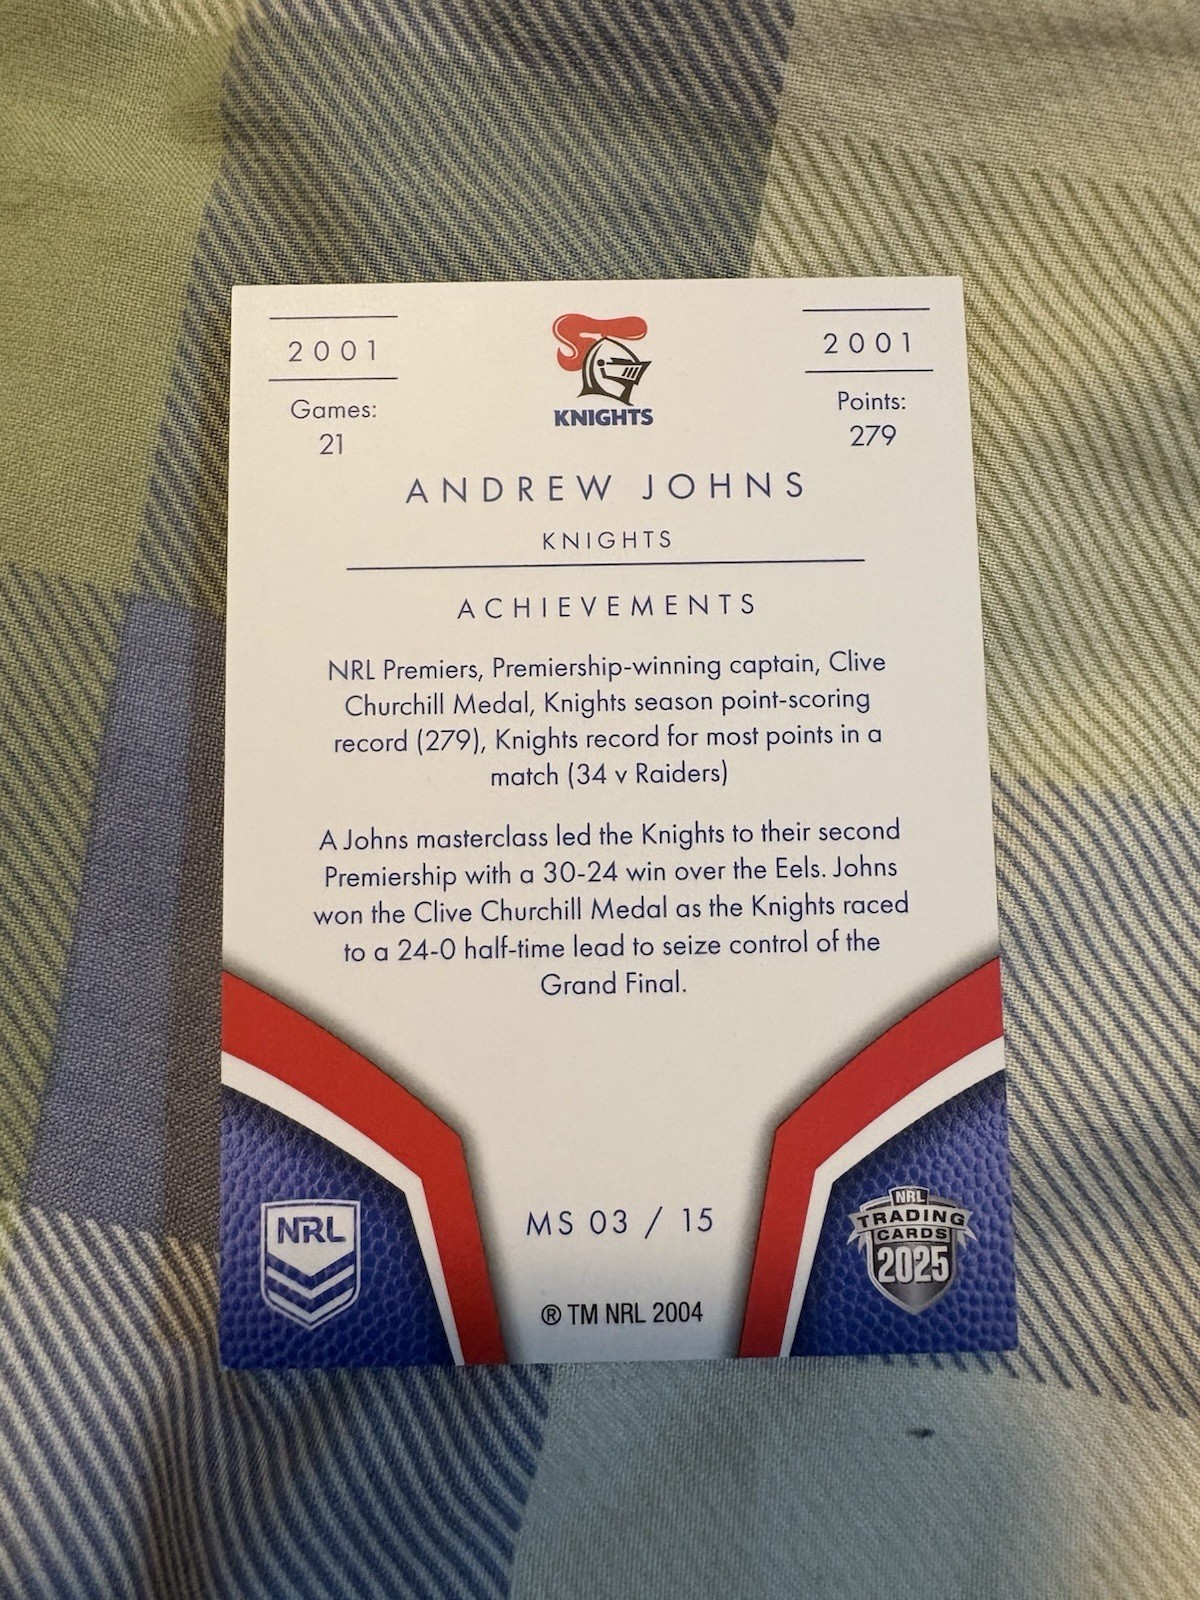 2001
Games:
21
KNIGHTS
2001
Points:
279
ANDREW JOHNS
KNIGHTS
ACHIEVEMENTS
NRL Premiers, Premiership-winning captain, Clive
Churchill Medal, Knights season point-scoring
record (279), Knights record for most points in a
match (34 v Raiders)
A Johns masterclass led the Knights to their second
Premiership with a 30-24 win over the Eels. Johns
won the Clive Churchill Medal as the Knights raced
to a 24-0 half-time lead to seize control of the
Grand Final.
MS 03 / 15
NRL
NRL
TRADING
CARDS
2025
® TM NRL 2004